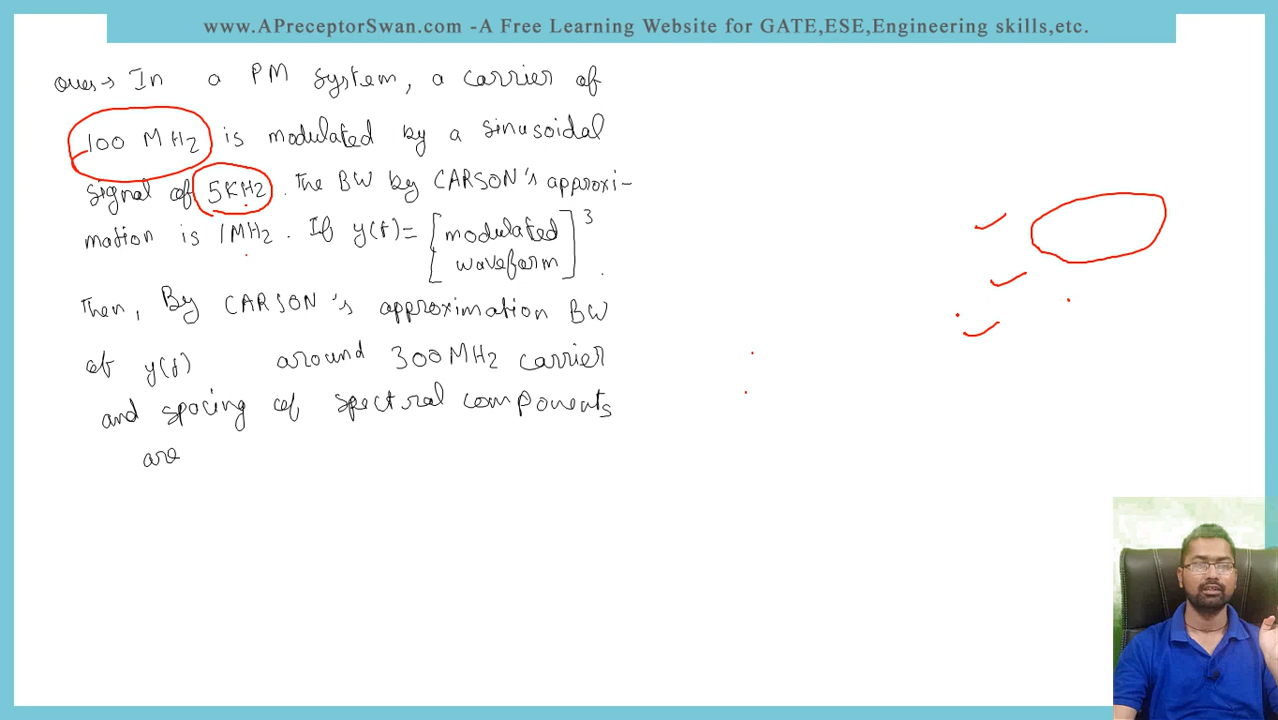 www.APreceptorSwan.com -A Free Learning Website for GATE,ESE,Engineering skills,etc.
Ques→ In a PM System, a carrier of
100 MHz is modulated by a sinusoidal
signal of 5KHz. The BW by CARSON's approxi-
mation is 1MHz. If y(t)= [modulated
waveform]³.
Then, By CARSON's approximation BW
of y(t) around 300MHz carrier
and spacing of spectral components
are